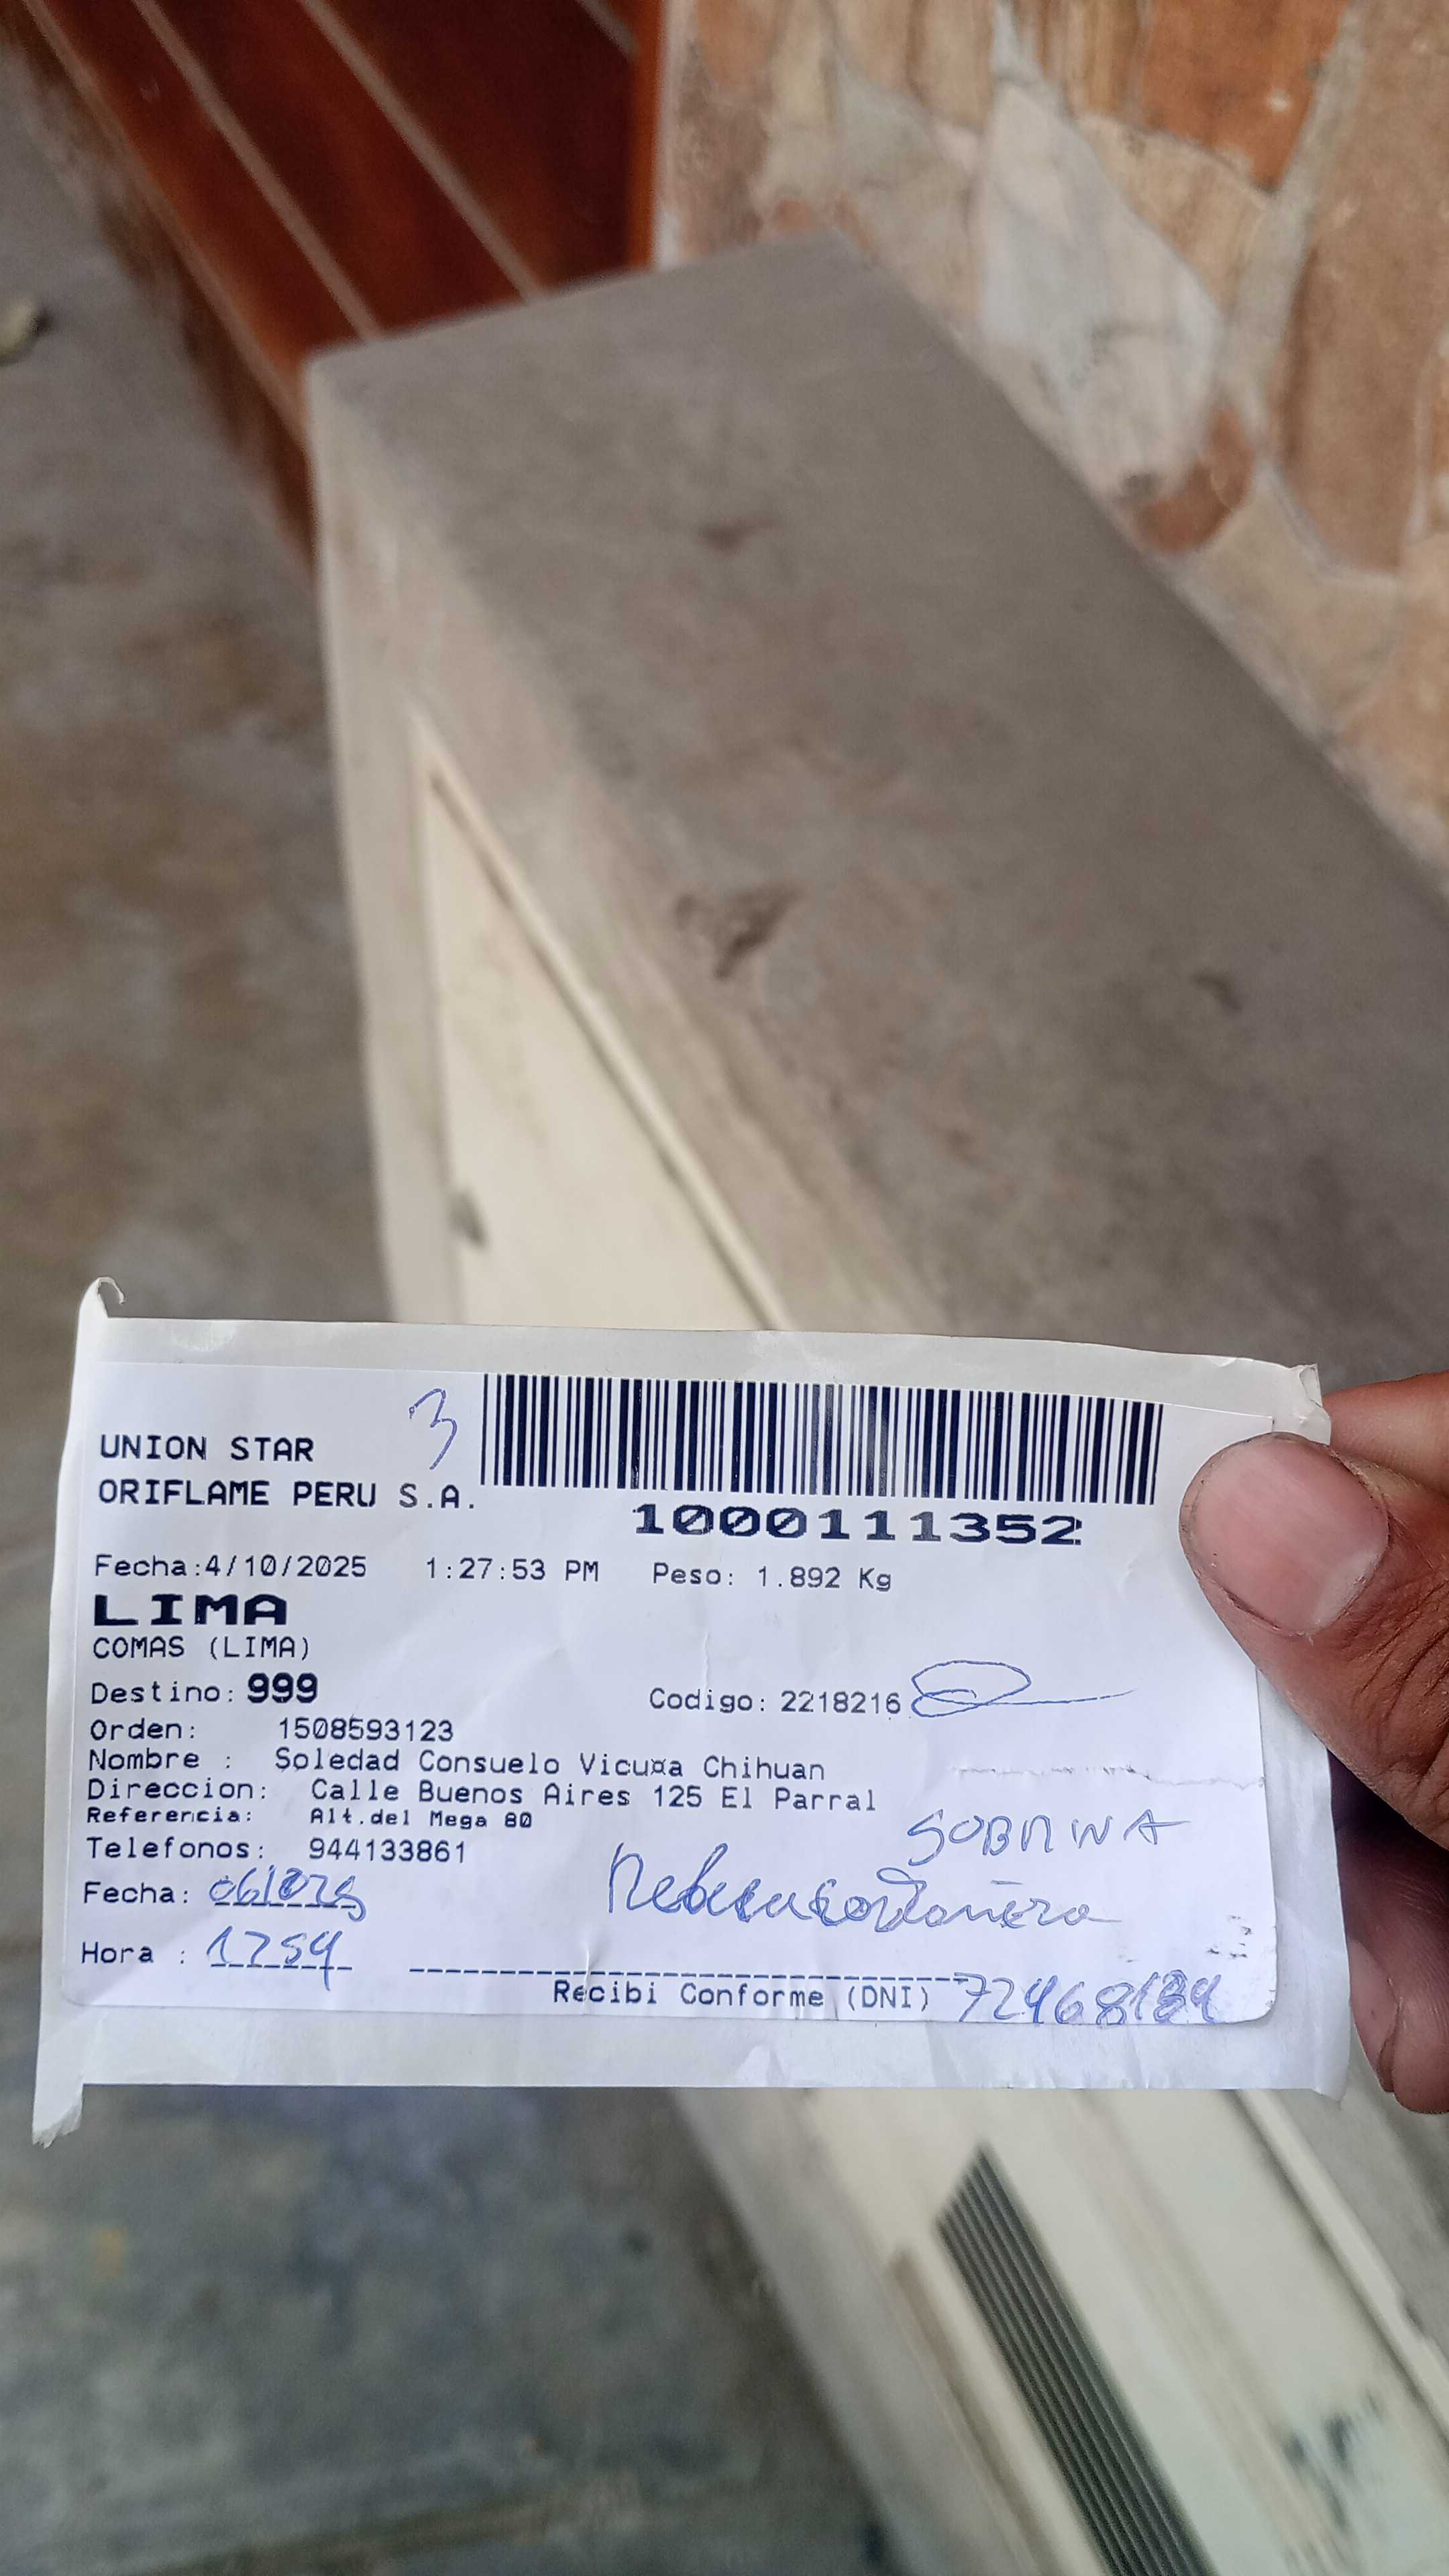 3
UNION STAR
ORIFLAME PERU S.A.
1000111352
Fecha:4/10/2025 1:27:53 PM Peso: 1.892 Kg
LIMA
COMAS (LIMA)
Destino: 999 Codigo: 2218216
Orden: 1508593123
Nombre : Soledad Consuelo Vicu¤a Chihuan
Direccion: Calle Buenos Aires 125 El Parral
Referencia: Alt.del Mega 80
Telefonos: 944133861
SOBRINA
Fecha:
Hora : 1754
Recibi Conforme (DNI)